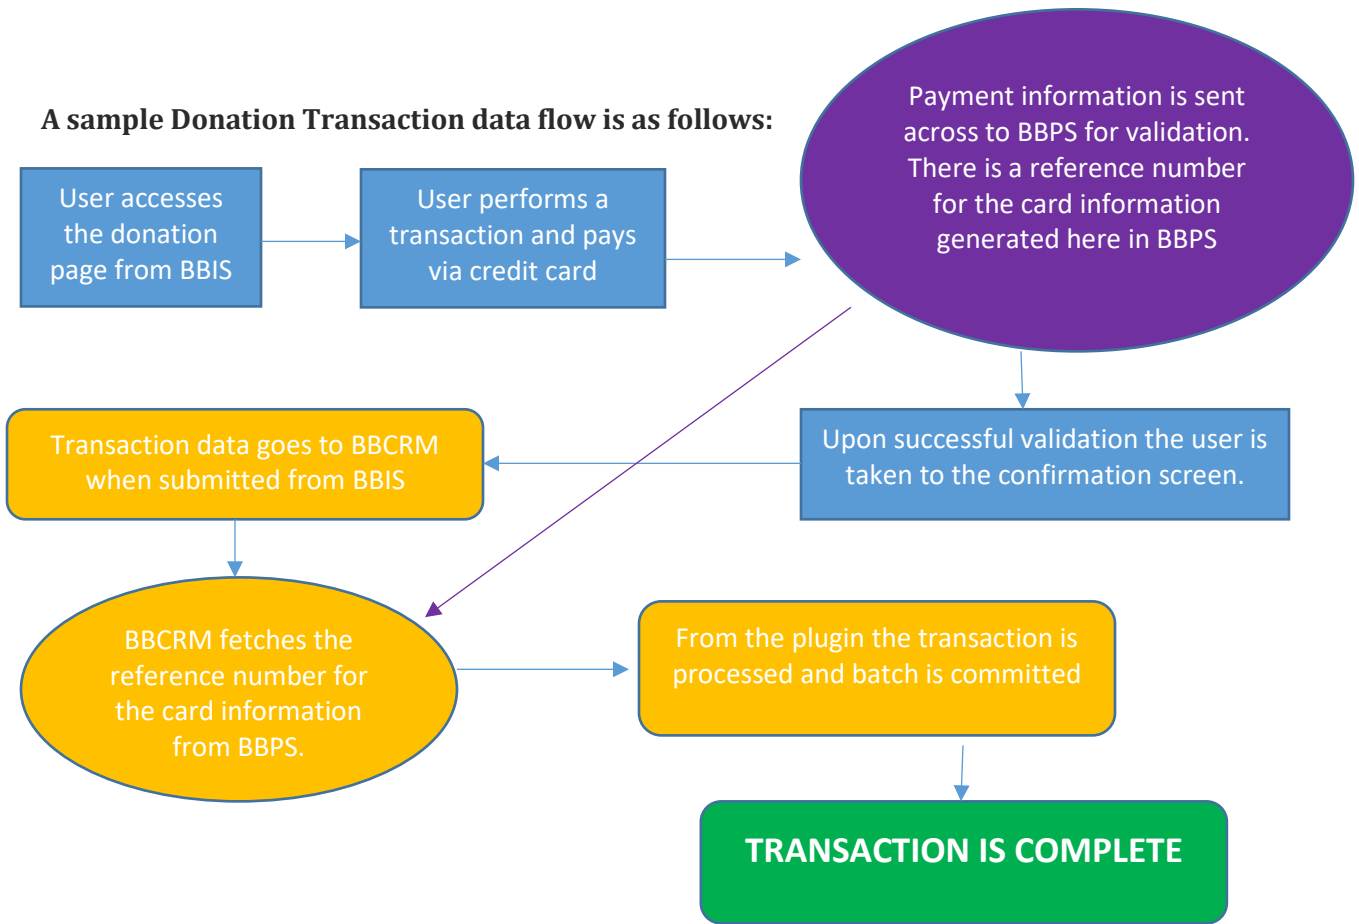 A sample Donation Transaction data flow is as follows:
User accesses
the donation
page from BBIS
User performs a
transaction and pays
via credit card
Payment information is sent
across to BBPS for validation.
There is a reference number
for the card information
generated here in BBPS
Upon successful validation the user is
taken to the confirmation screen.
Transaction data goes to BBCRM
when submitted from BBIS
BBCRM fetches the
reference number for
the card information
from BBPS.
From the plugin the transaction is
processed and batch is committed
TRANSACTION IS COMPLETE